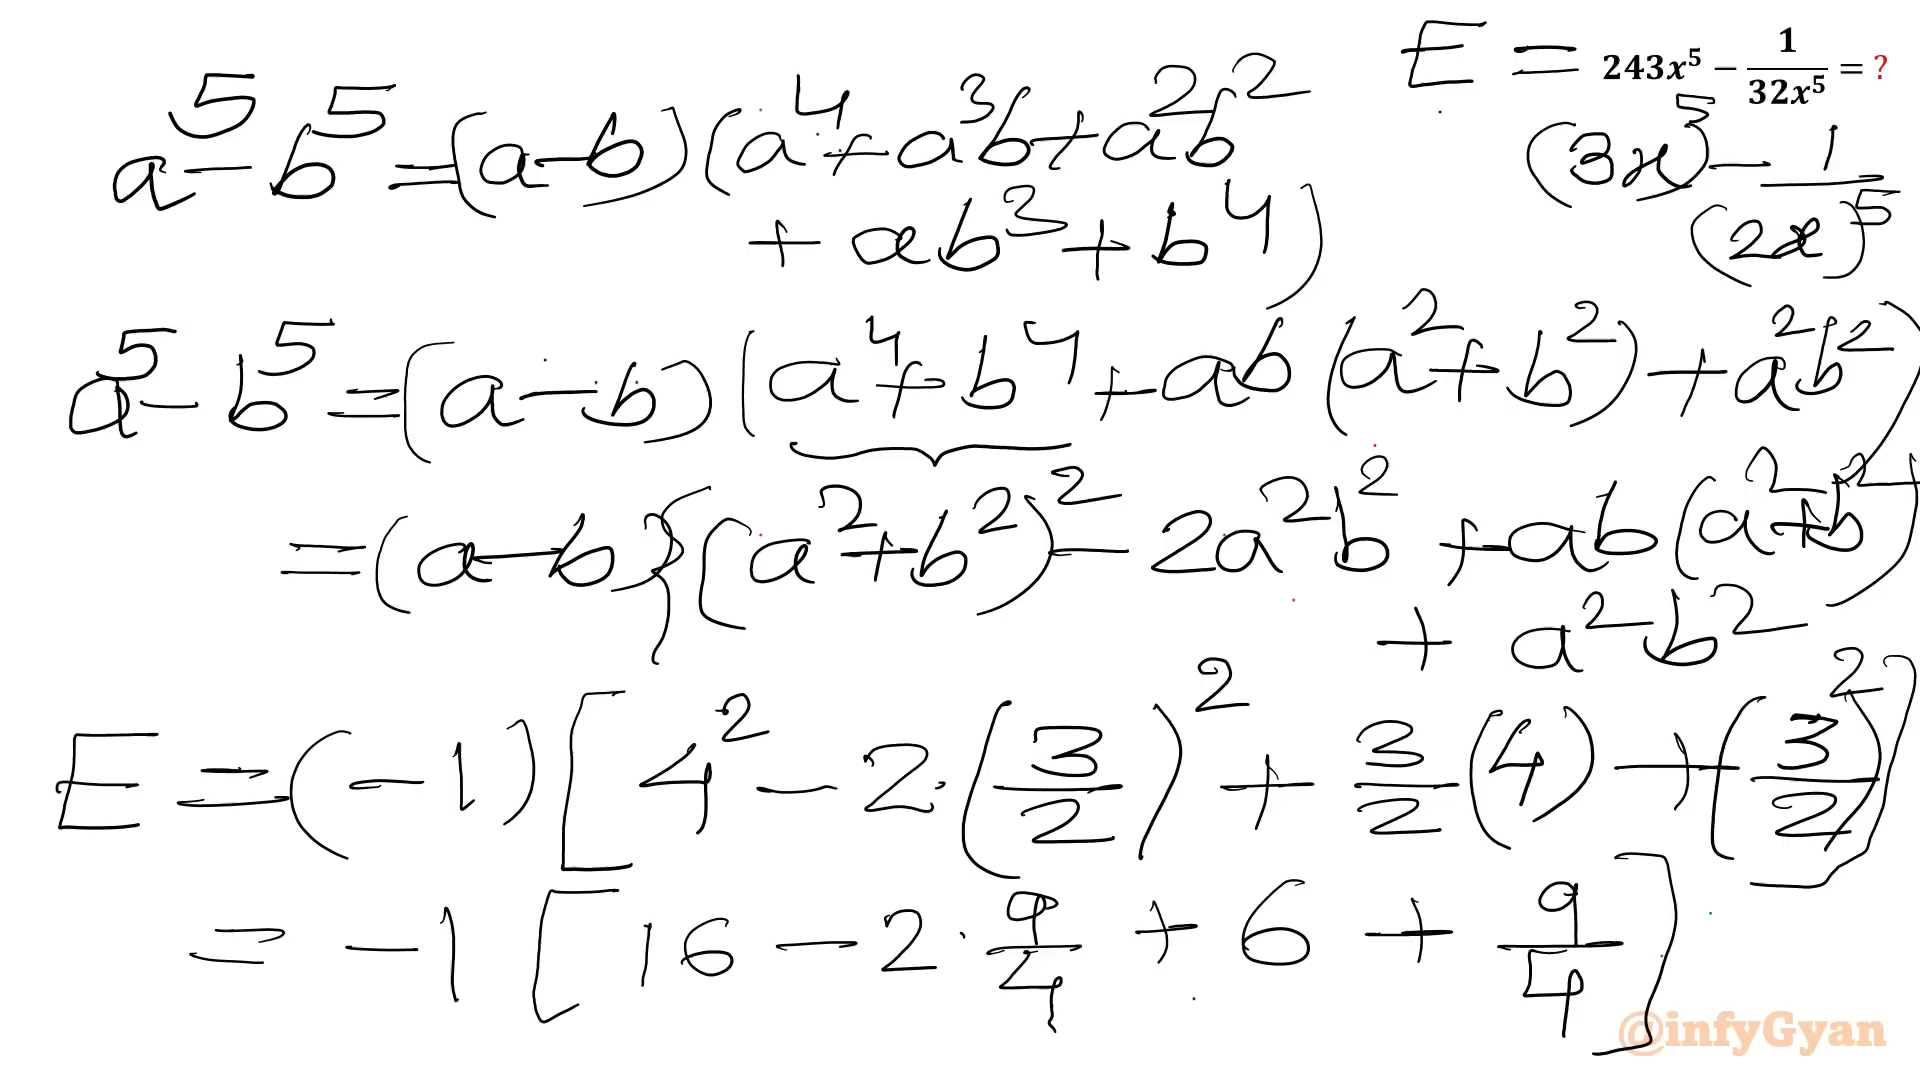 E = 243x⁵ − 1/(32x⁵) = ?
(3x)⁵ − 1/(2x)⁵
a⁵ − b⁵ = (a−b)(a⁴ + a³b + a²b²
+ ab³ + b⁴)
a⁵ − b⁵ = (a−b)(a⁴ + b⁴ + ab(a² + b²) + a²b²)
= (a−b){(a² + b²)² − 2a²b² + ab(a² + b²)
+ a²b²
E = (−1)[4² − 2·(3/2)² + 3/2(4) + (3/2)²]
= −1[16 − 2·9/4 + 6 + 9/4]
@infyGyan